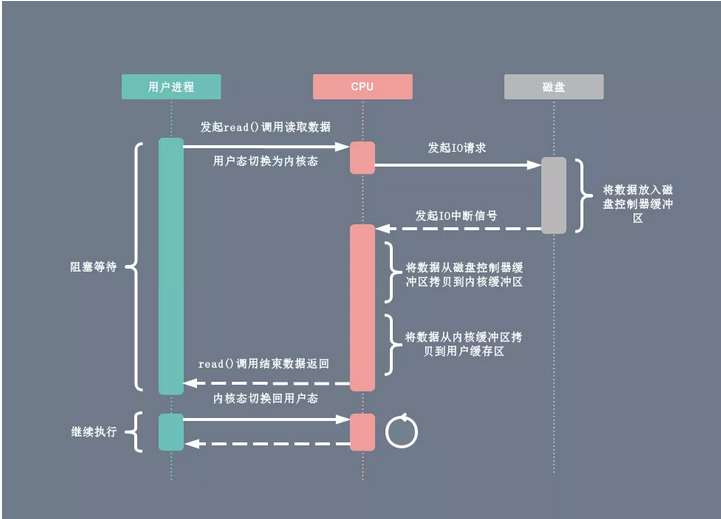 用户进程
CPU
磁盘
发起read()调用读取数据
用户态切换为内核态
发起IO请求
将数据放入磁
盘控制器缓冲
区
发起IO中断信号
阻塞等待
将数据从磁盘控制器缓
冲区拷贝到内核缓冲区
将数据从内核缓冲区拷
贝到用户缓存区
read()调用结束数据返回
内核态切换回用户态
继续执行